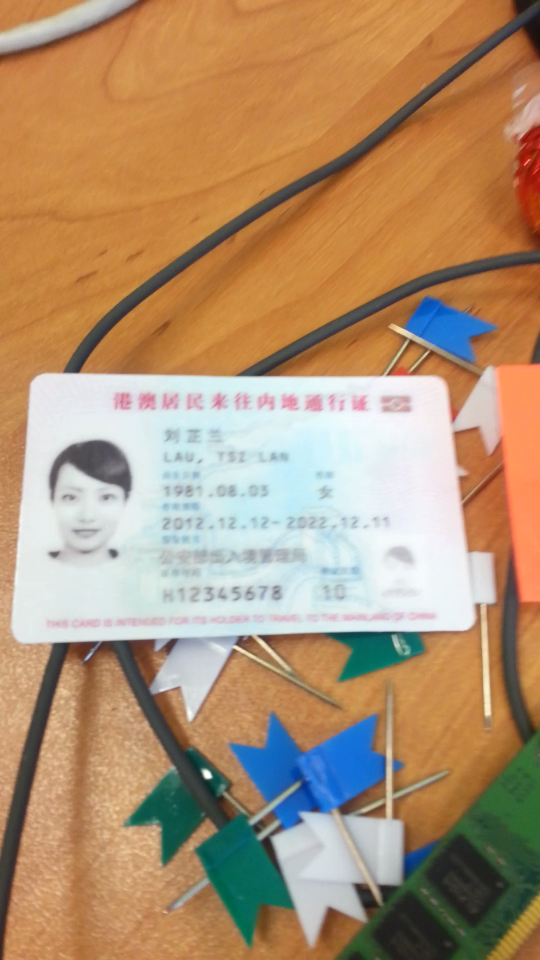 港澳居民来往内地通行证
刘芷兰
LAU, TSZ LAN
出生日期 性别
1981.08.03 女
有效期限
2012.12.12-2022.12.11
签发机关
公安部出入境管理局
证件号码 换证次数
H12345678 10
THIS CARD IS INTENDED FOR ITS HOLDER TO TRAVEL TO THE MAINLAND OF CHINA